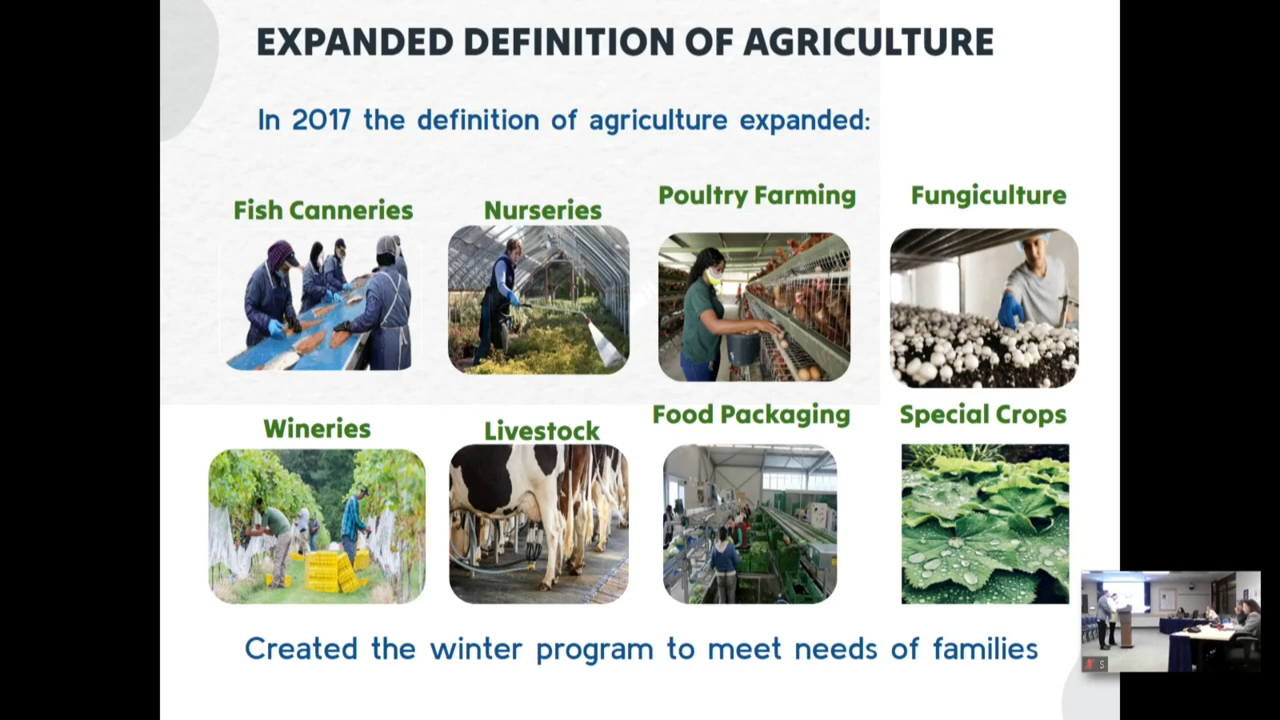 EXPANDED DEFINITION OF AGRICULTURE
In 2017 the definition of agriculture expanded:
Fish Canneries
Nurseries
Poultry Farming
Fungiculture
Wineries
Livestock
Food Packaging
Special Crops
Created the winter program to meet needs of families
S